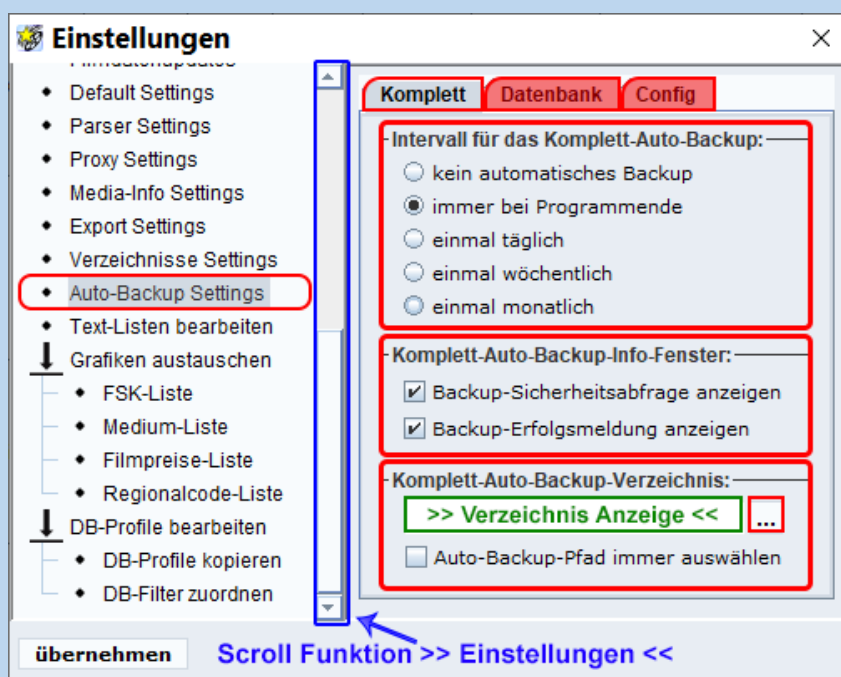 Einstellungen
Filmdatenupdates
Default Settings
Parser Settings
Proxy Settings
Media-Info Settings
Export Settings
Verzeichnisse Settings
Auto-Backup Settings
Text-Listen bearbeiten
Grafiken austauschen
FSK-Liste
Medium-Liste
Filmpreise-Liste
Regionalcode-Liste
DB-Profile bearbeiten
DB-Profile kopieren
DB-Filter zuordnen
Komplett Datenbank Config
Intervall für das Komplett-Auto-Backup:
kein automatisches Backup
immer bei Programmende
einmal täglich
einmal wöchentlich
einmal monatlich
Komplett-Auto-Backup-Info-Fenster:
Backup-Sicherheitsabfrage anzeigen
Backup-Erfolgsmeldung anzeigen
Komplett-Auto-Backup-Verzeichnis:
>> Verzeichnis Anzeige << ...
Auto-Backup-Pfad immer auswählen
übernehmen
Scroll Funktion >> Einstellungen <<